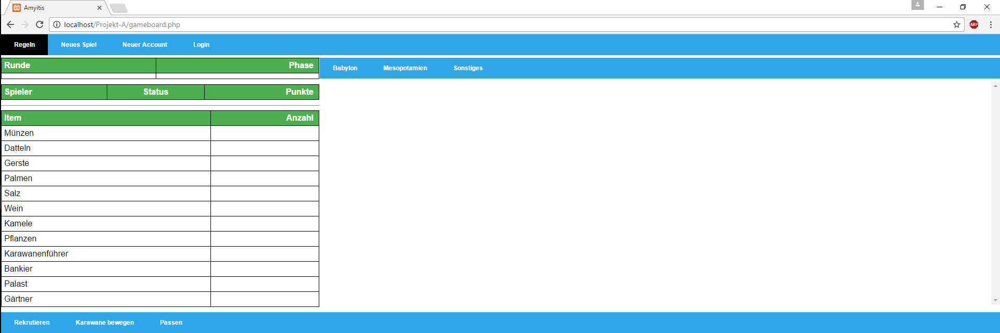 Amyitis
localhost/Projekt-A/gameboard.php
ABP
Regeln Neues Spiel Neuer Account Login
Runde Phase
Babylon Mesopotamien Sonstiges
Spieler Status Punkte
Item Anzahl
Münzen
Datteln
Gerste
Palmen
Salz
Wein
Kamele
Pflanzen
Karawanenführer
Bankier
Palast
Gärtner
Rekrutieren Karawane bewegen Passen